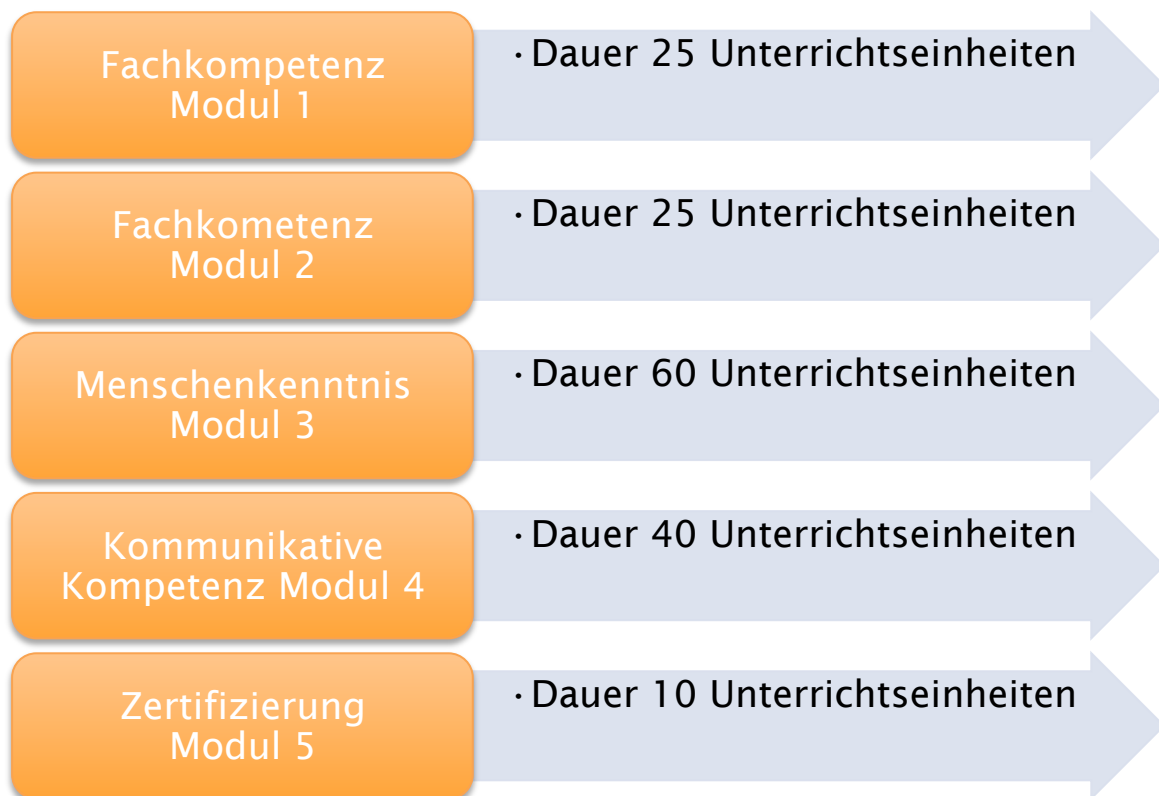 Fachkompetenz
Modul 1
· Dauer 25 Unterrichtseinheiten
Fachkometenz
Modul 2
· Dauer 25 Unterrichtseinheiten
Menschenkenntnis
Modul 3
· Dauer 60 Unterrichtseinheiten
Kommunikative
Kompetenz Modul 4
· Dauer 40 Unterrichtseinheiten
Zertifizierung
Modul 5
· Dauer 10 Unterrichtseinheiten